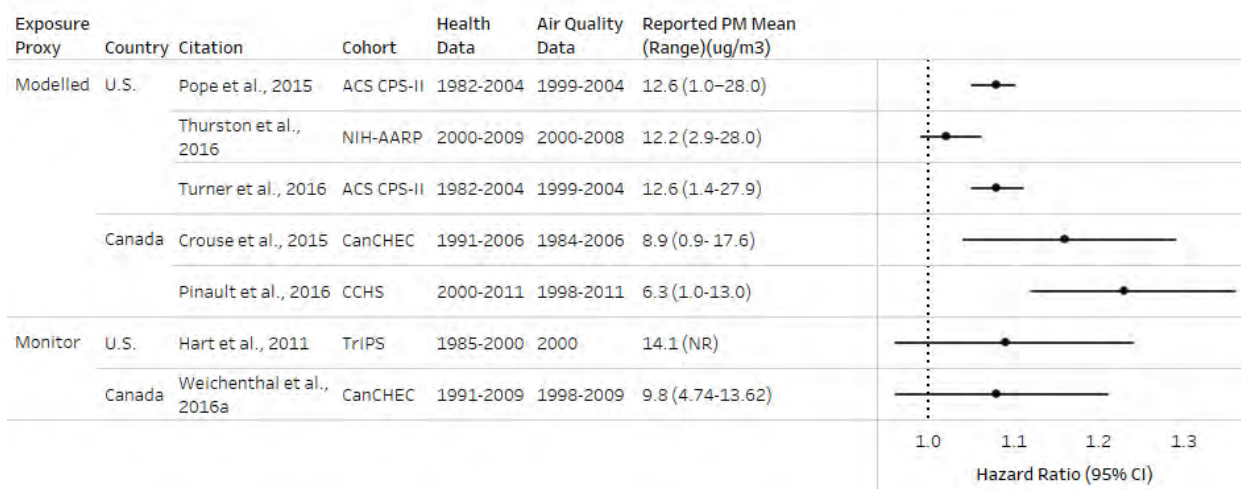 Exposure Proxy Country Citation Cohort Health Data Air Quality Data Reported PM Mean (Range)(ug/m3)
Modelled U.S. Pope et al., 2015 ACS CPS-II 1982-2004 1999-2004 12.6 (1.0–28.0)
Thurston et al., 2016 NIH-AARP 2000-2009 2000-2008 12.2 (2.9-28.0)
Turner et al., 2016 ACS CPS-II 1982-2004 1999-2004 12.6 (1.4-27.9)
Canada Crouse et al., 2015 CanCHEC 1991-2006 1984-2006 8.9 (0.9- 17.6)
Pinault et al., 2016 CCHS 2000-2011 1998-2011 6.3 (1.0-13.0)
Monitor U.S. Hart et al., 2011 TrIPS 1985-2000 2000 14.1 (NR)
Canada Weichenthal et al., 2016a CanCHEC 1991-2009 1998-2009 9.8 (4.74-13.62)
1.0 1.1 1.2 1.3
Hazard Ratio (95% CI)